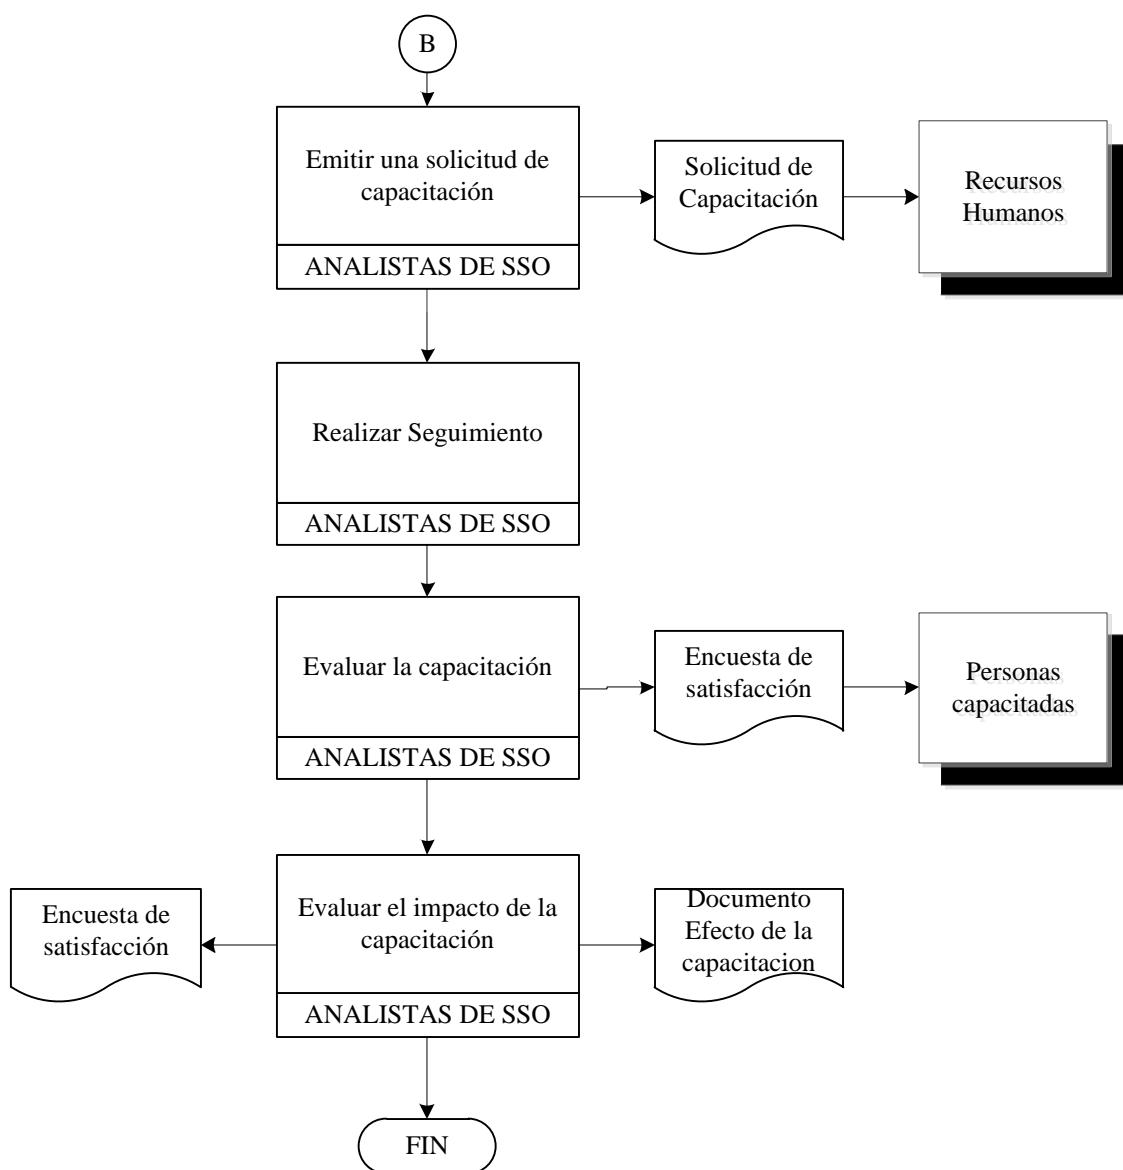 B
Emitir una solicitud de
capacitación
ANALISTAS DE SSO
Solicitud de
Capacitación
Recursos
Humanos
Realizar Seguimiento
ANALISTAS DE SSO
Evaluar la capacitación
ANALISTAS DE SSO
Encuesta de
satisfacción
Personas
capacitadas
Encuesta de
satisfacción
Evaluar el impacto de la
capacitación
ANALISTAS DE SSO
Documento
Efecto de la
capacitacion
FIN